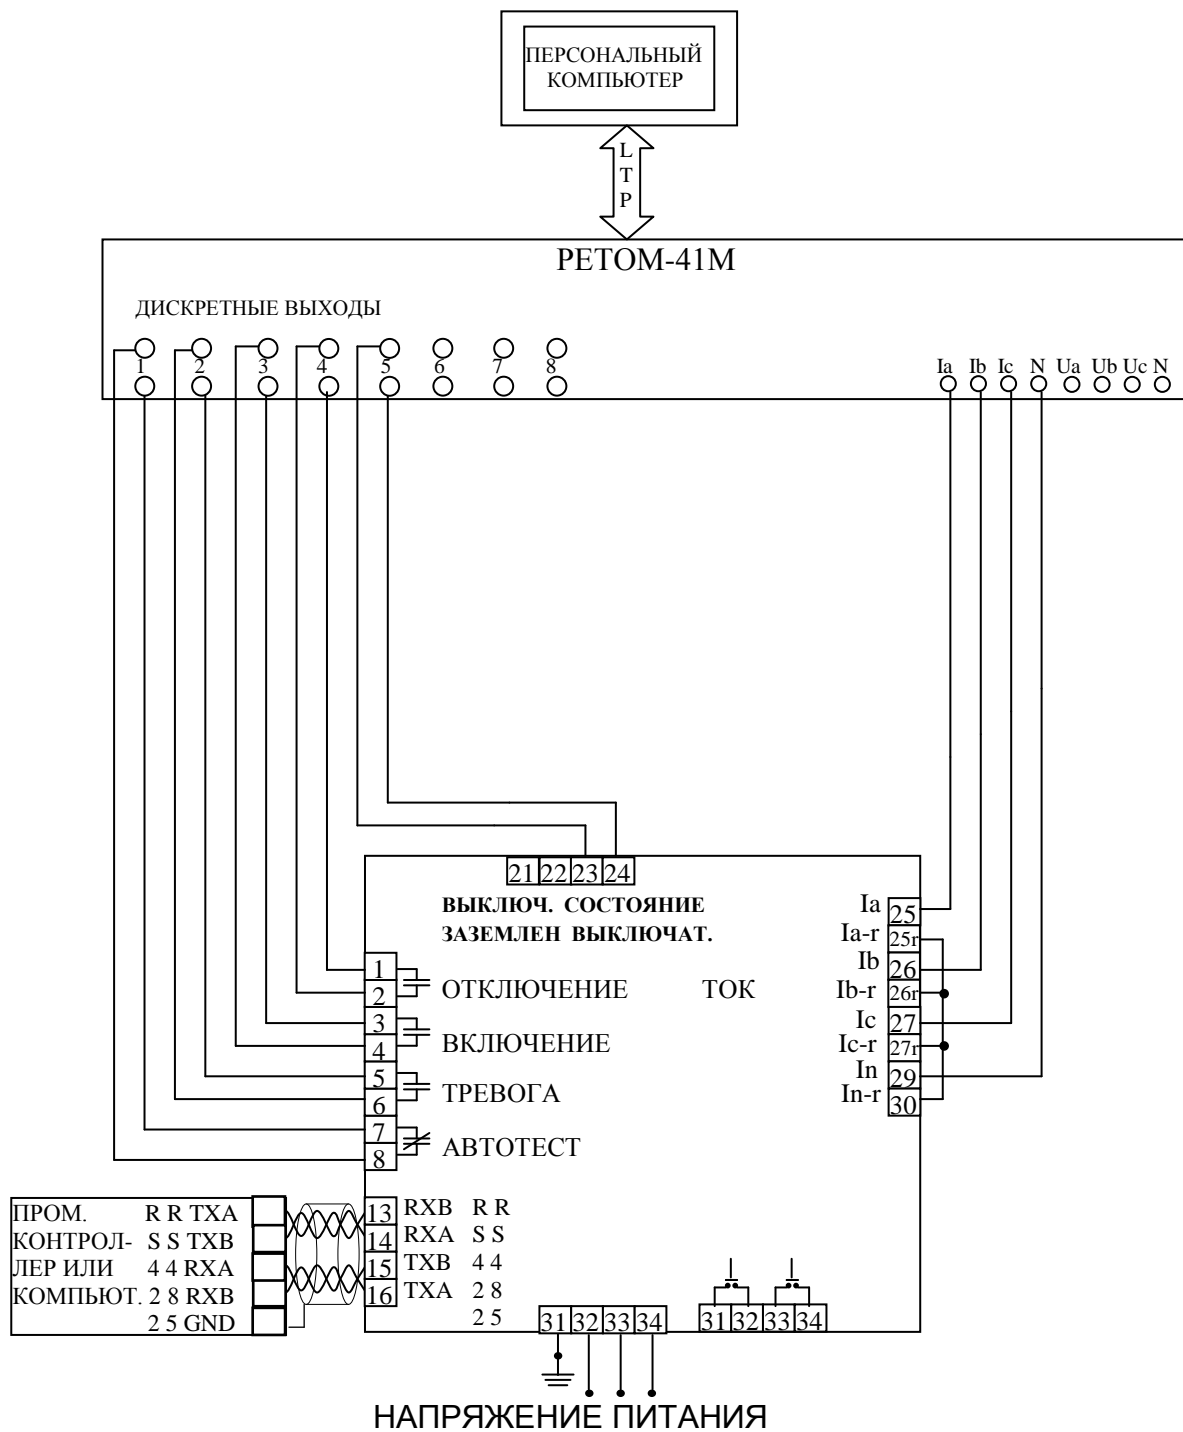 ПЕРСОНАЛЬНЫЙ
КОМПЬЮТЕР
L
T
P
РЕТОМ-41М
ДИСКРЕТНЫЕ ВЫХОДЫ
1 2 3 4 5 6 7 8
Ia Ib Ic N Ua Ub Uc N
21 22 23 24
ВЫКЛЮЧ. СОСТОЯНИЕ
ЗАЗЕМЛЕН ВЫКЛЮЧАТ.
Ia 25
Ia-r 25r
Ib 26
Ib-r 26r
Ic 27
Ic-r 27r
In 29
In-r 30
1
2
ОТКЛЮЧЕНИЕ ТОК
3
4
ВКЛЮЧЕНИЕ
5
6
ТРЕВОГА
7
8
АВТОТЕСТ
ПРОМ. R R TXA
КОНТРОЛ- S S TXB
ЛЕР ИЛИ 4 4 RXA
КОМПЬЮТ. 2 8 RXB
2 5 GND
13 RXB R R
14 RXA S S
15 TXB 4 4
16 TXA 2 8
2 5
31 32 33 34
31 32 33 34
НАПРЯЖЕНИЕ ПИТАНИЯ